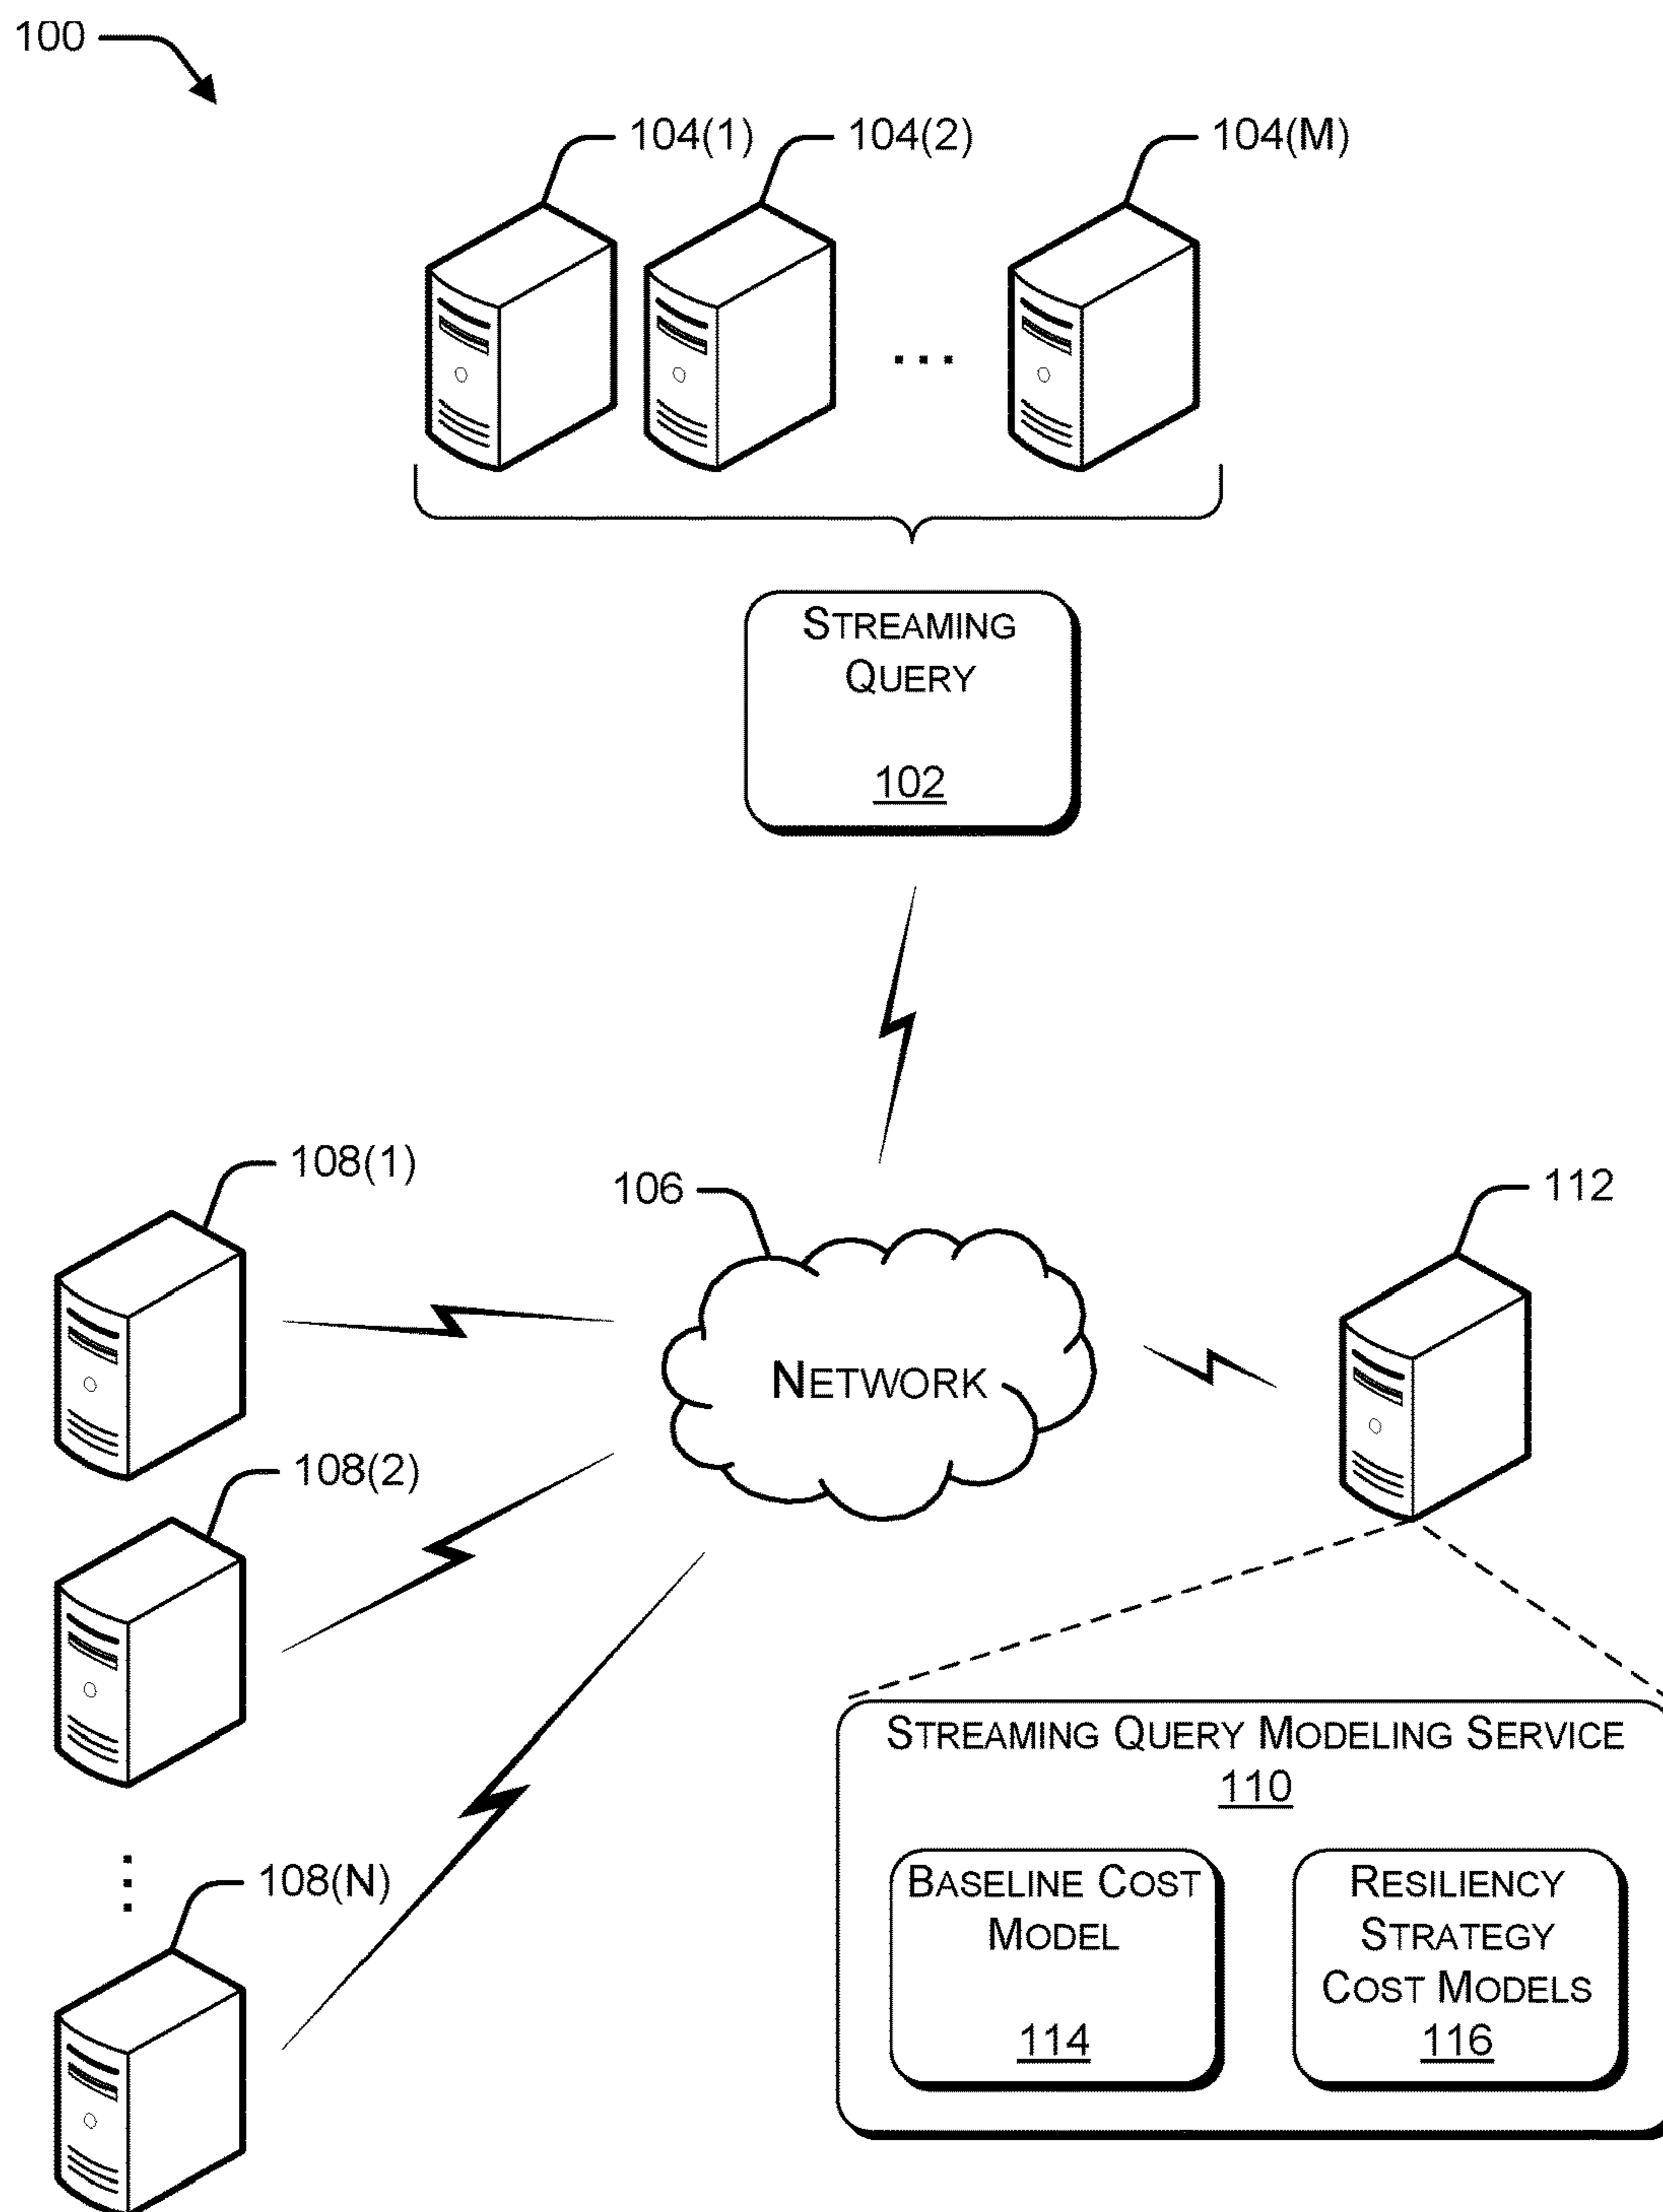 100
104(1) 104(2) 104(M)
...
STREAMING
QUERY
102
108(1)
106
112
NETWORK
108(2)
STREAMING QUERY MODELING SERVICE
110
108(N)
BASELINE COST
MODEL
114
RESILIENCY
STRATEGY
COST MODELS
116